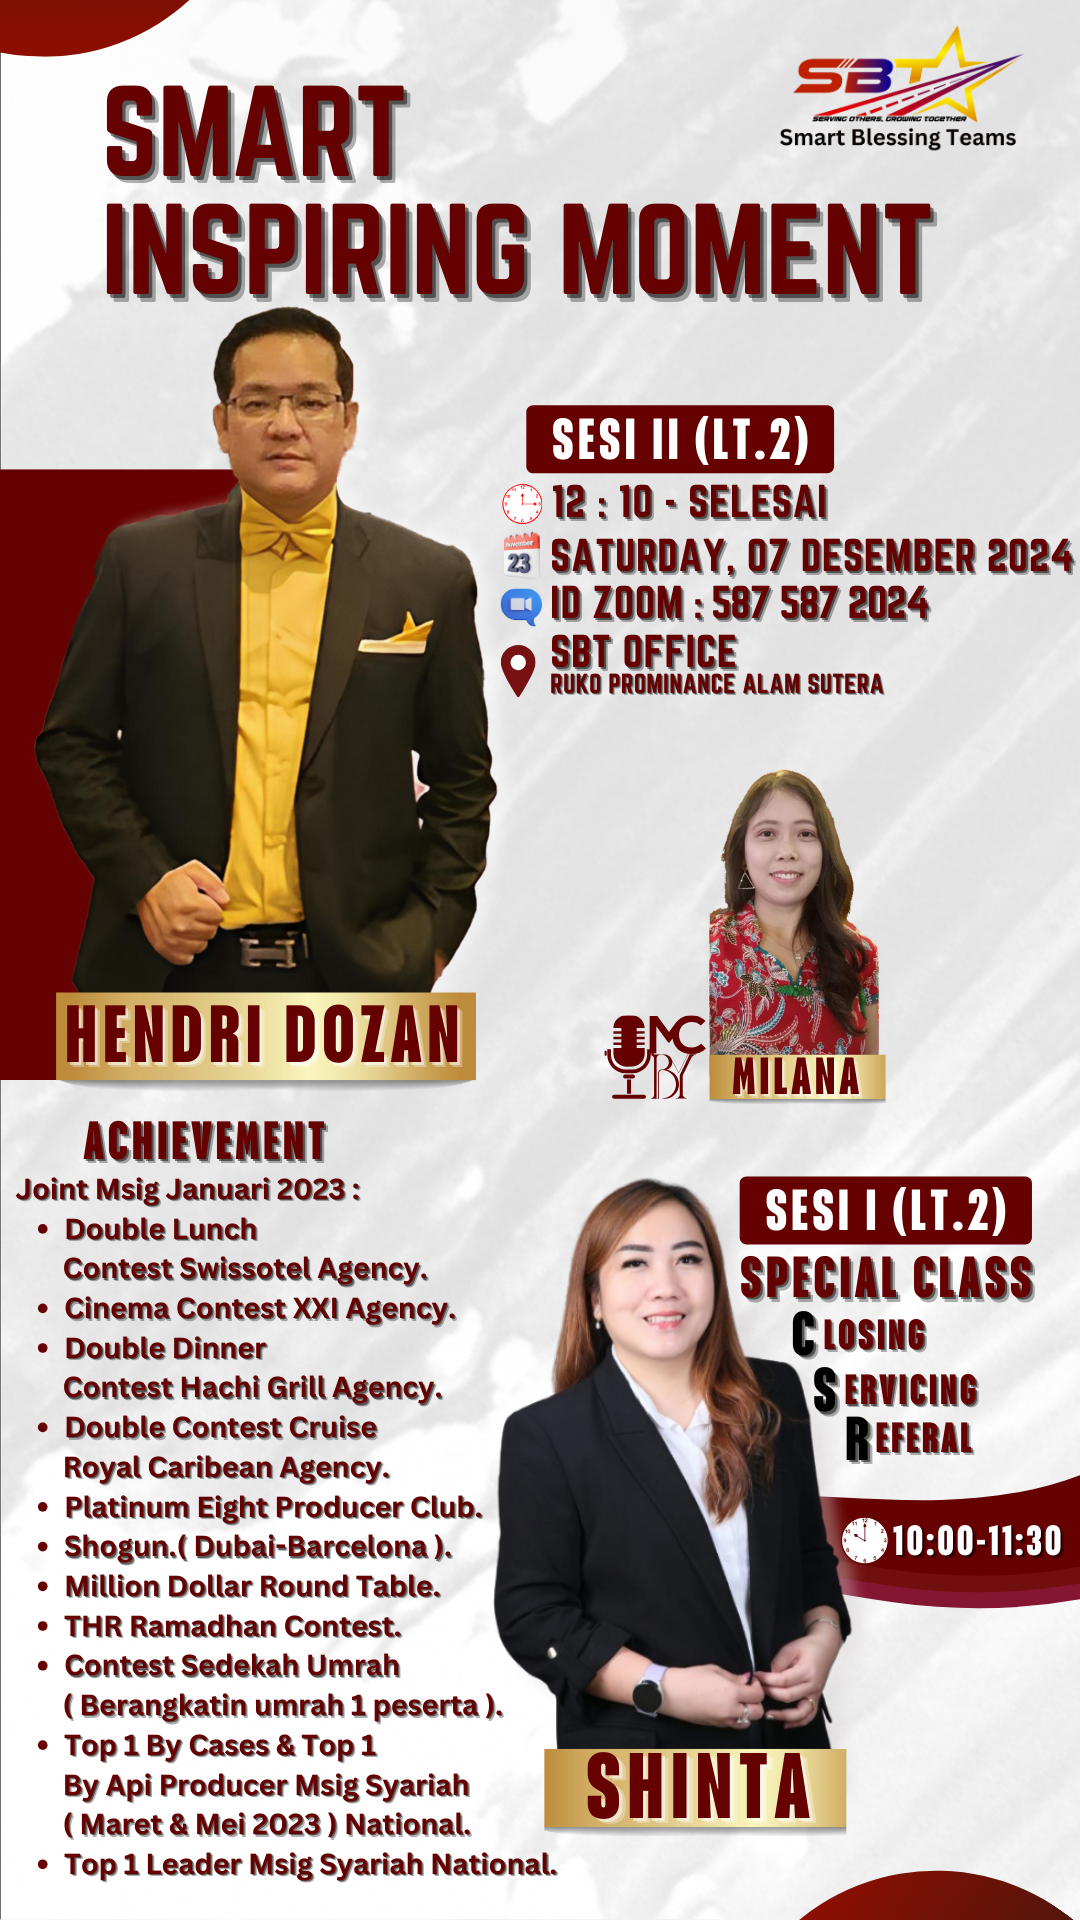 SBT
SERVING OTHERS, GROWING TOGETHER
Smart Blessing Teams
SMART
INSPIRING MOMENT
SESI II (LT.2)
12 : 10 - SELESAI
November
23
SATURDAY, 07 DESEMBER 2024
ID ZOOM : 587 587 2024
SBT OFFICE
RUKO PROMINANCE ALAM SUTERA
HENDRI DOZAN
MC
BY
MILANA
ACHIEVEMENT
Joint Msig Januari 2023 :
• Double Lunch
Contest Swissotel Agency.
• Cinema Contest XXI Agency.
• Double Dinner
Contest Hachi Grill Agency.
• Double Contest Cruise
Royal Caribean Agency.
• Platinum Eight Producer Club.
• Shogun.( Dubai-Barcelona ).
• Million Dollar Round Table.
• THR Ramadhan Contest.
• Contest Sedekah Umrah
( Berangkatin umrah 1 peserta ).
• Top 1 By Cases & Top 1
By Api Producer Msig Syariah
( Maret & Mei 2023 ) National.
• Top 1 Leader Msig Syariah National.
SESI I (LT.2)
SPECIAL CLASS
CLOSING
SERVICING
REFERAL
10:00-11:30
SHINTA